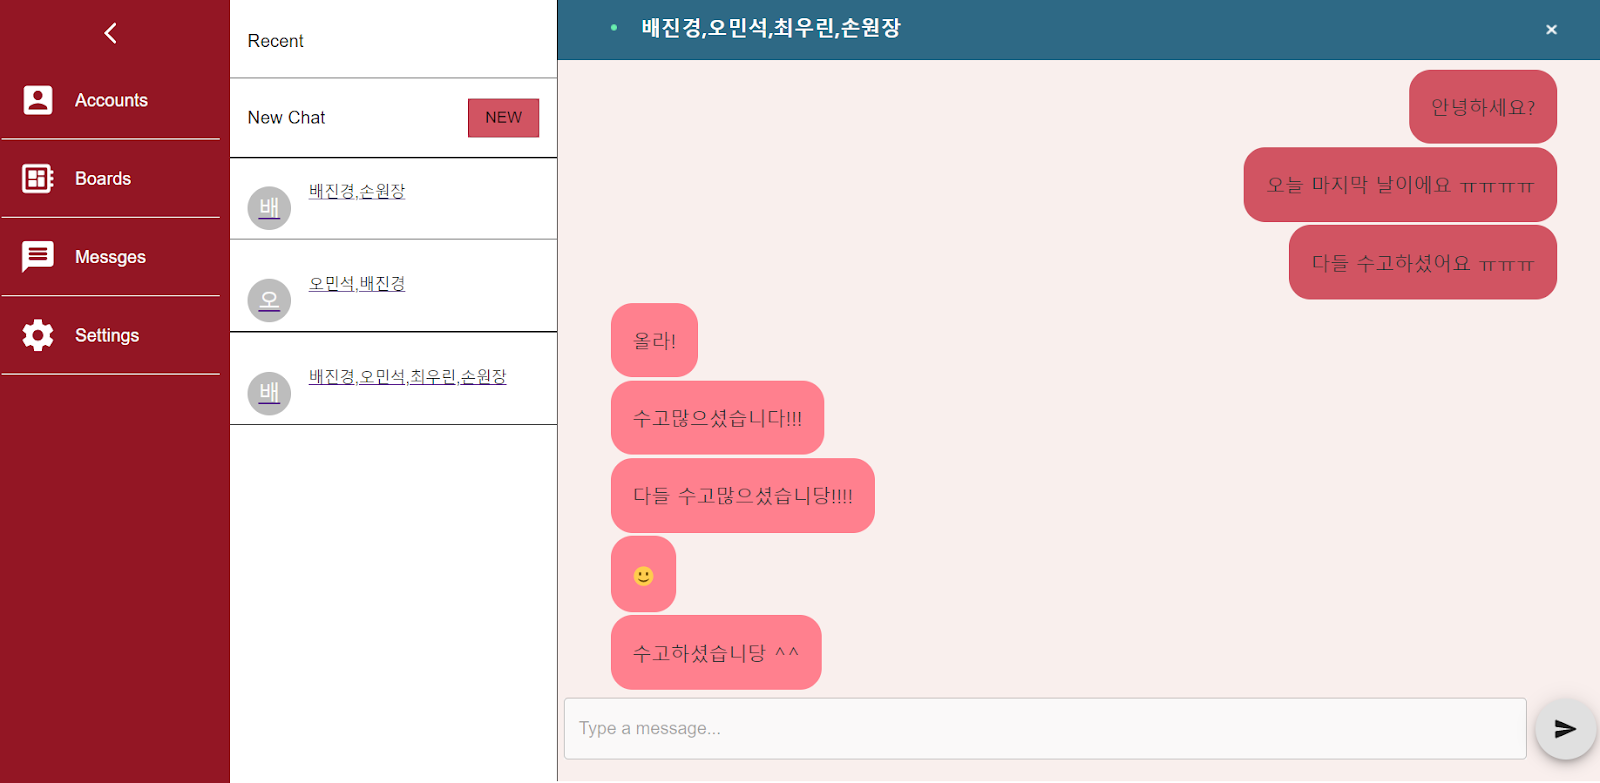 Accounts
Boards
Messges
Settings
Recent
New Chat
NEW
배
배진경,손원장
오
오민석,배진경
배
배진경,오민석,최우린,손원장
배진경,오민석,최우린,손원장
×
안녕하세요?
오늘 마지막 날이에요 ㅠㅠㅠㅠ
다들 수고하셨어요 ㅠㅠㅠ
올라!
수고많으셨습니다!!!
다들 수고많으셨습니당!!!!
🙂
수고하셨습니당 ^^
Type a message...